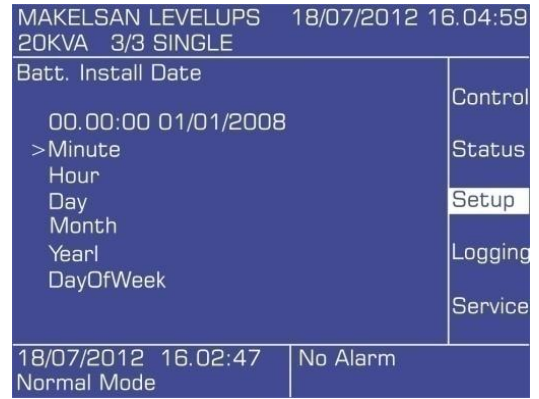 MAKELSAN LEVELUPS 18/07/2012 16.04:59
20KVA 3/3 SINGLE
Batt. Install Date
00.00:00 01/01/2008
>Minute
Hour
Day
Month
Yearl
DayOfWeek
Control
Status
Setup
Logging
Service
18/07/2012 16.02:47 No Alarm
Normal Mode